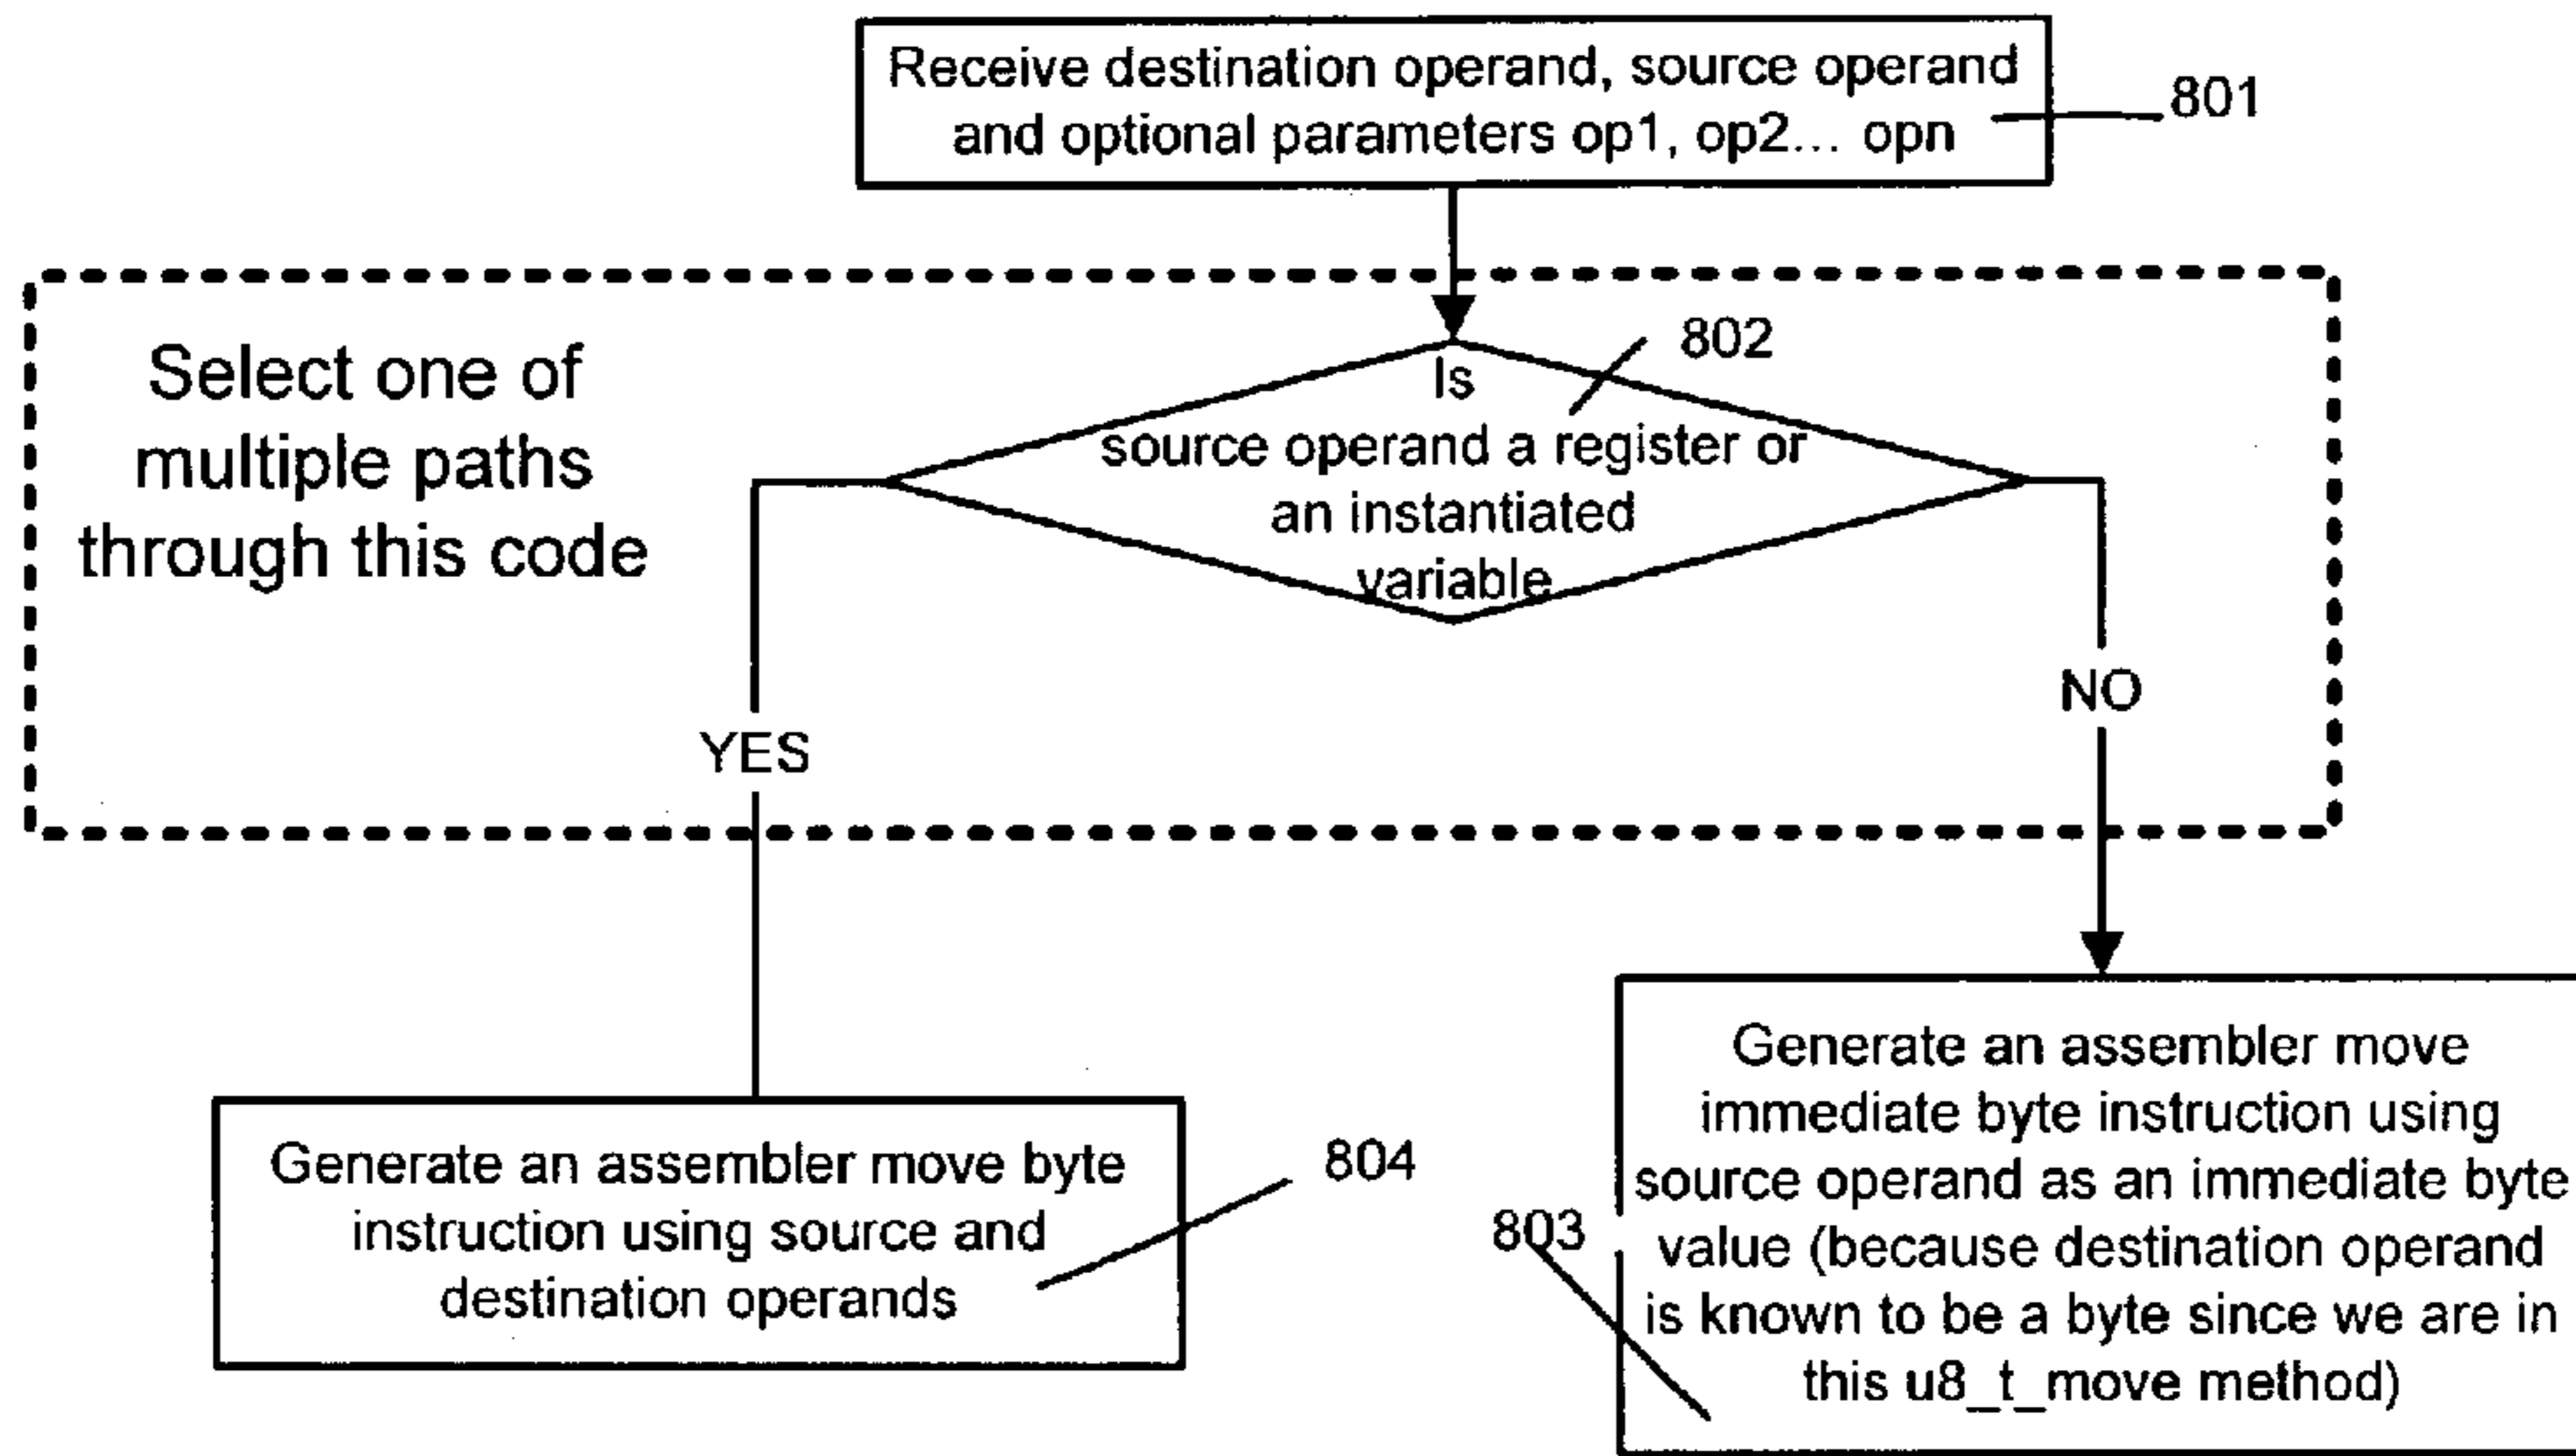 Receive destination operand, source operand
and optional parameters op1, op2... opn
801
802
Select one of
multiple paths
through this code
Is
source operand a register or
an instantiated
variable
YES
NO
Generate an assembler move byte
instruction using source and
destination operands
804
803
Generate an assembler move
immediate byte instruction using
source operand as an immediate byte
value (because destination operand
is known to be a byte since we are in
this u8_t_move method)